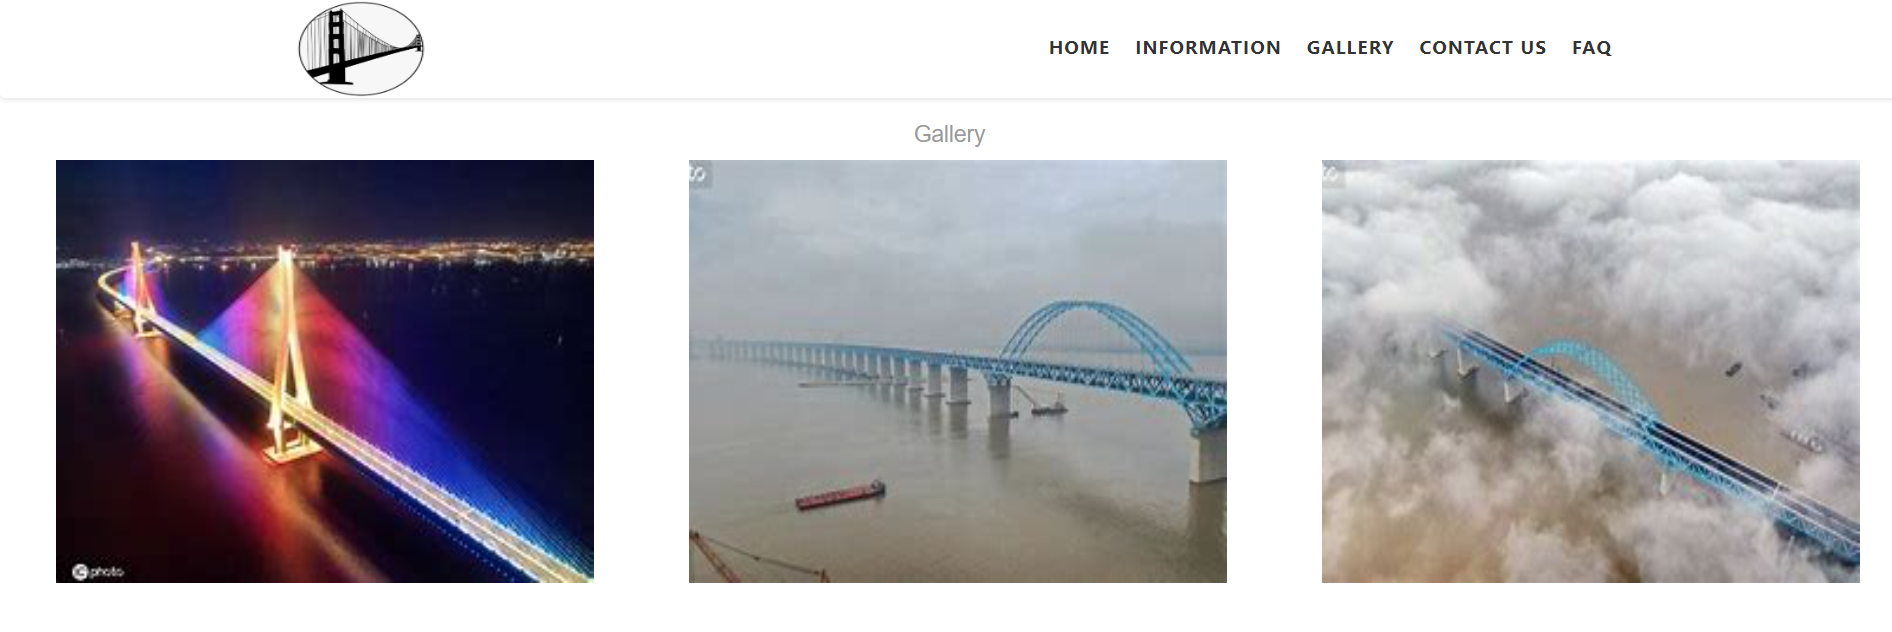 HOME INFORMATION GALLERY CONTACT US FAQ
Gallery
photo